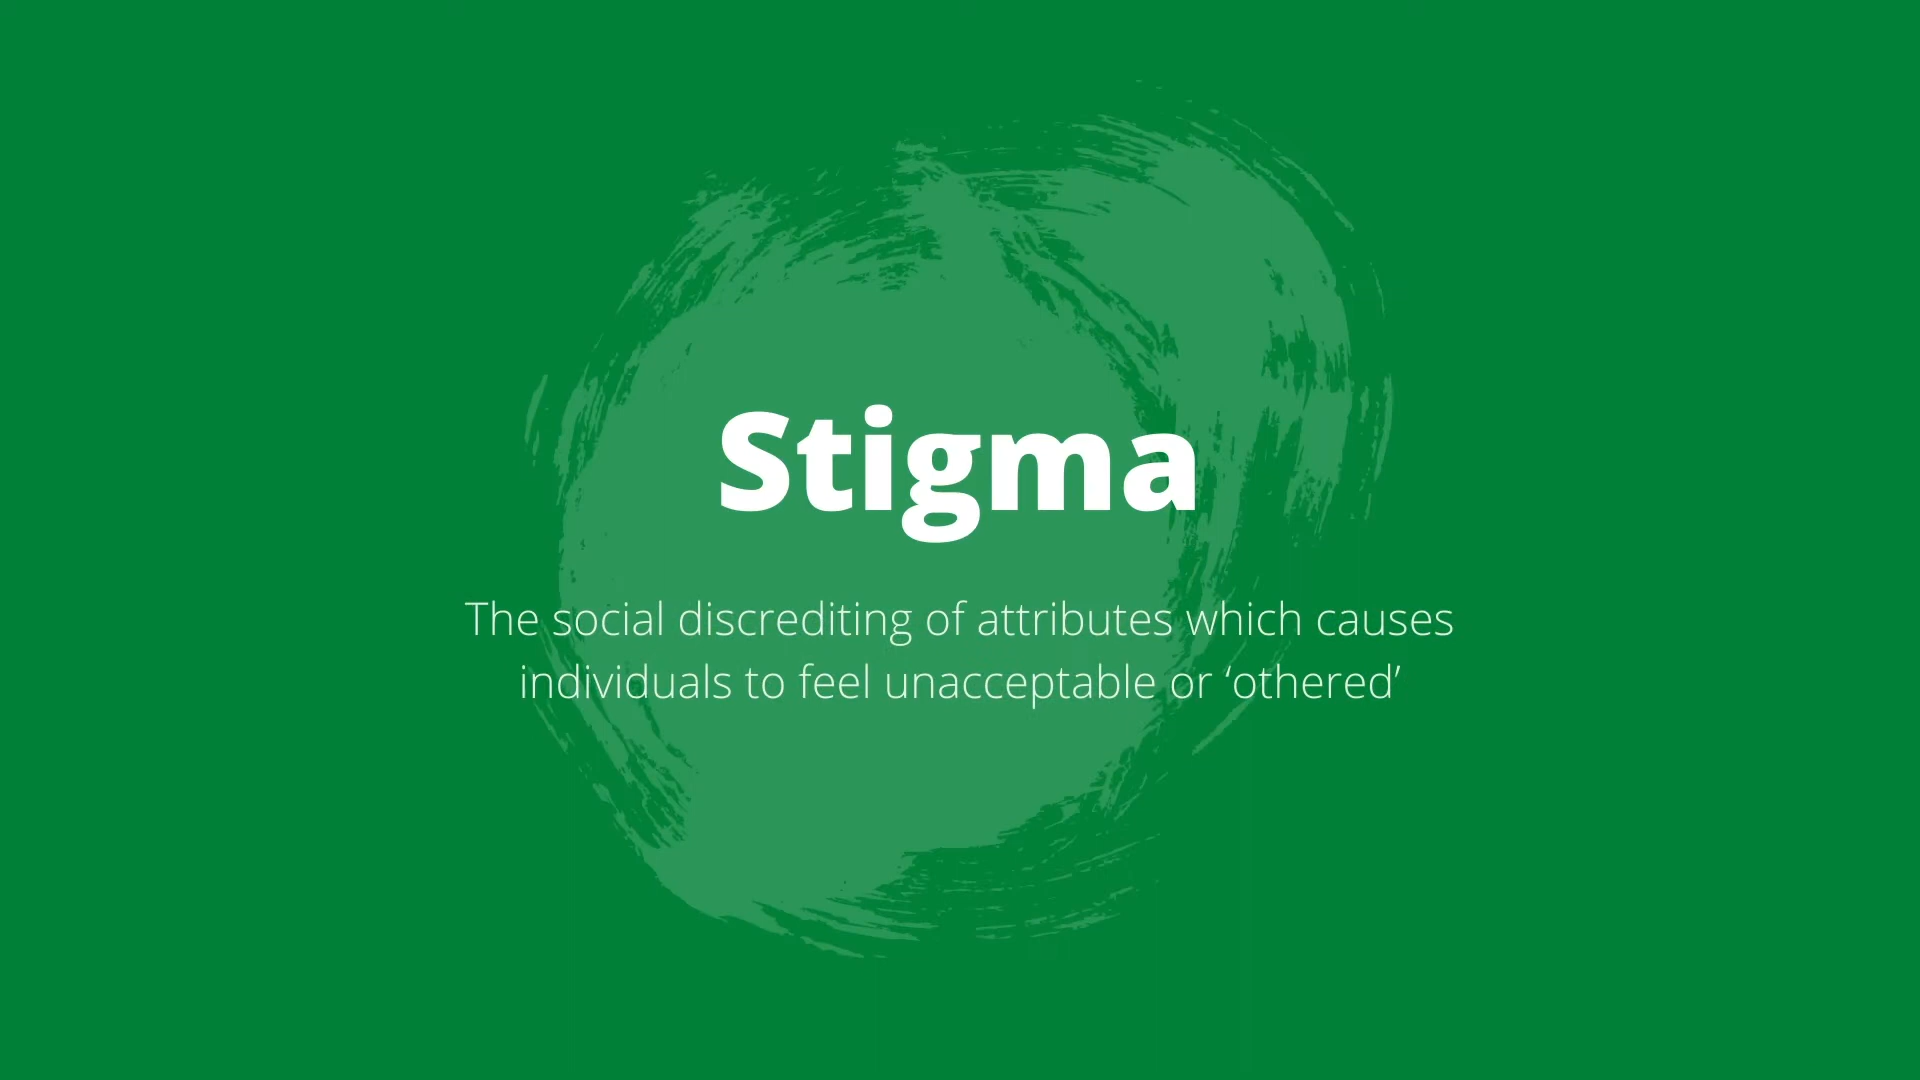 Stigma
The social discrediting of attributes which causes
individuals to feel unacceptable or ‘othered’